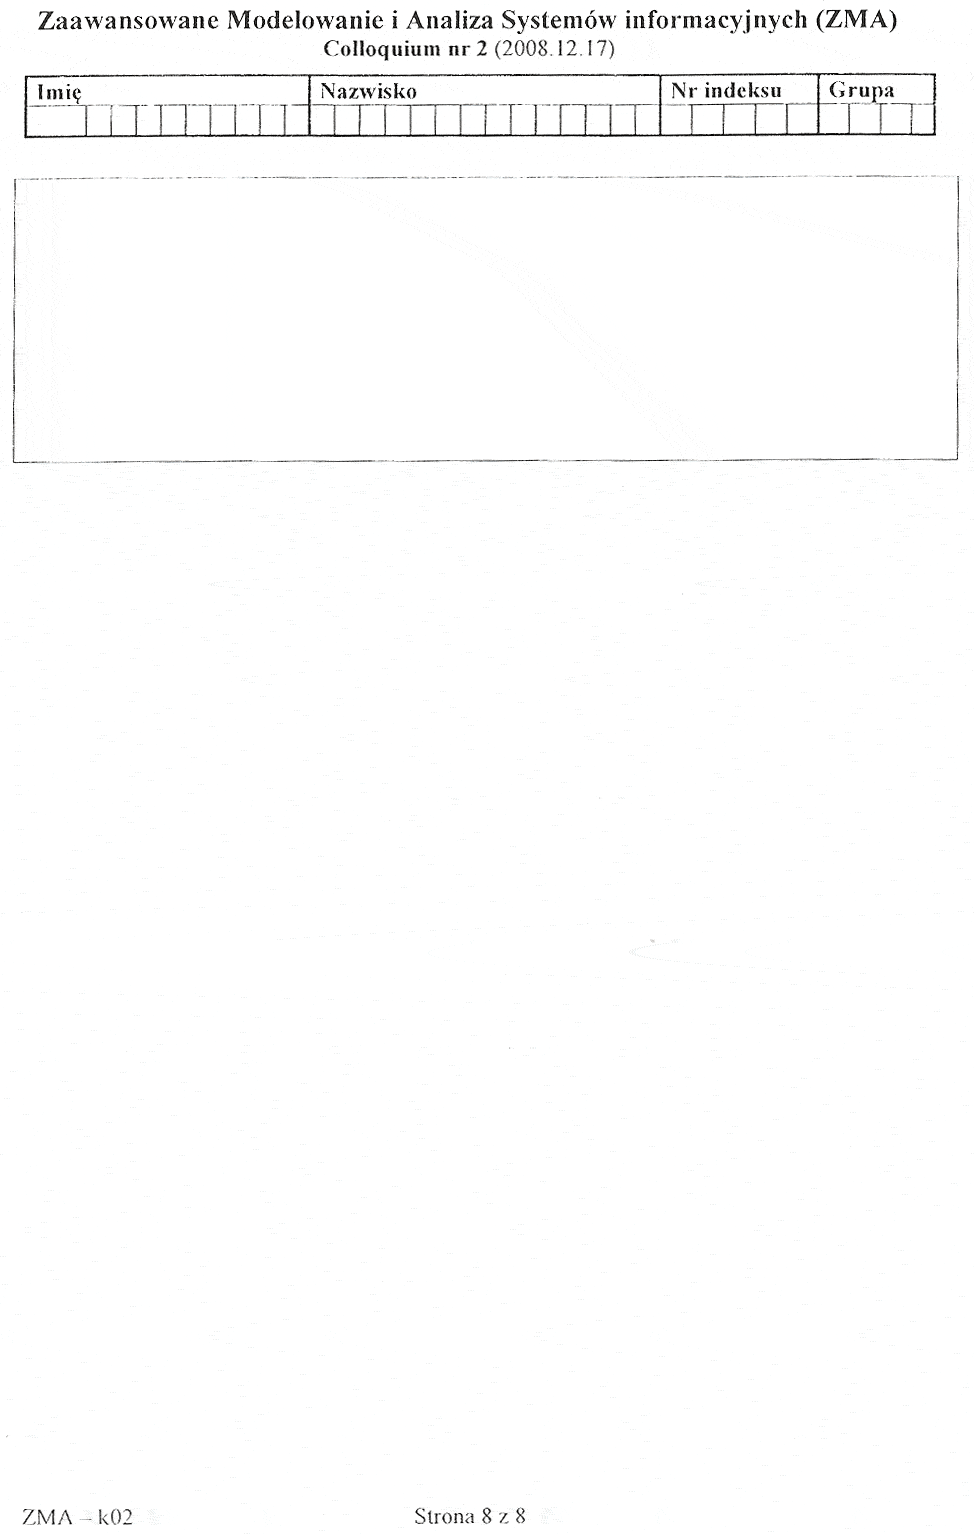 Zaawansowane Modelowanie i Analiza Systemów informacyjnych (ZMA)
Colloquium nr 2 (2008.12.17)
Imię Nazwisko Nr indeksu Grupa
ZMA – k02 Strona 8 z 8